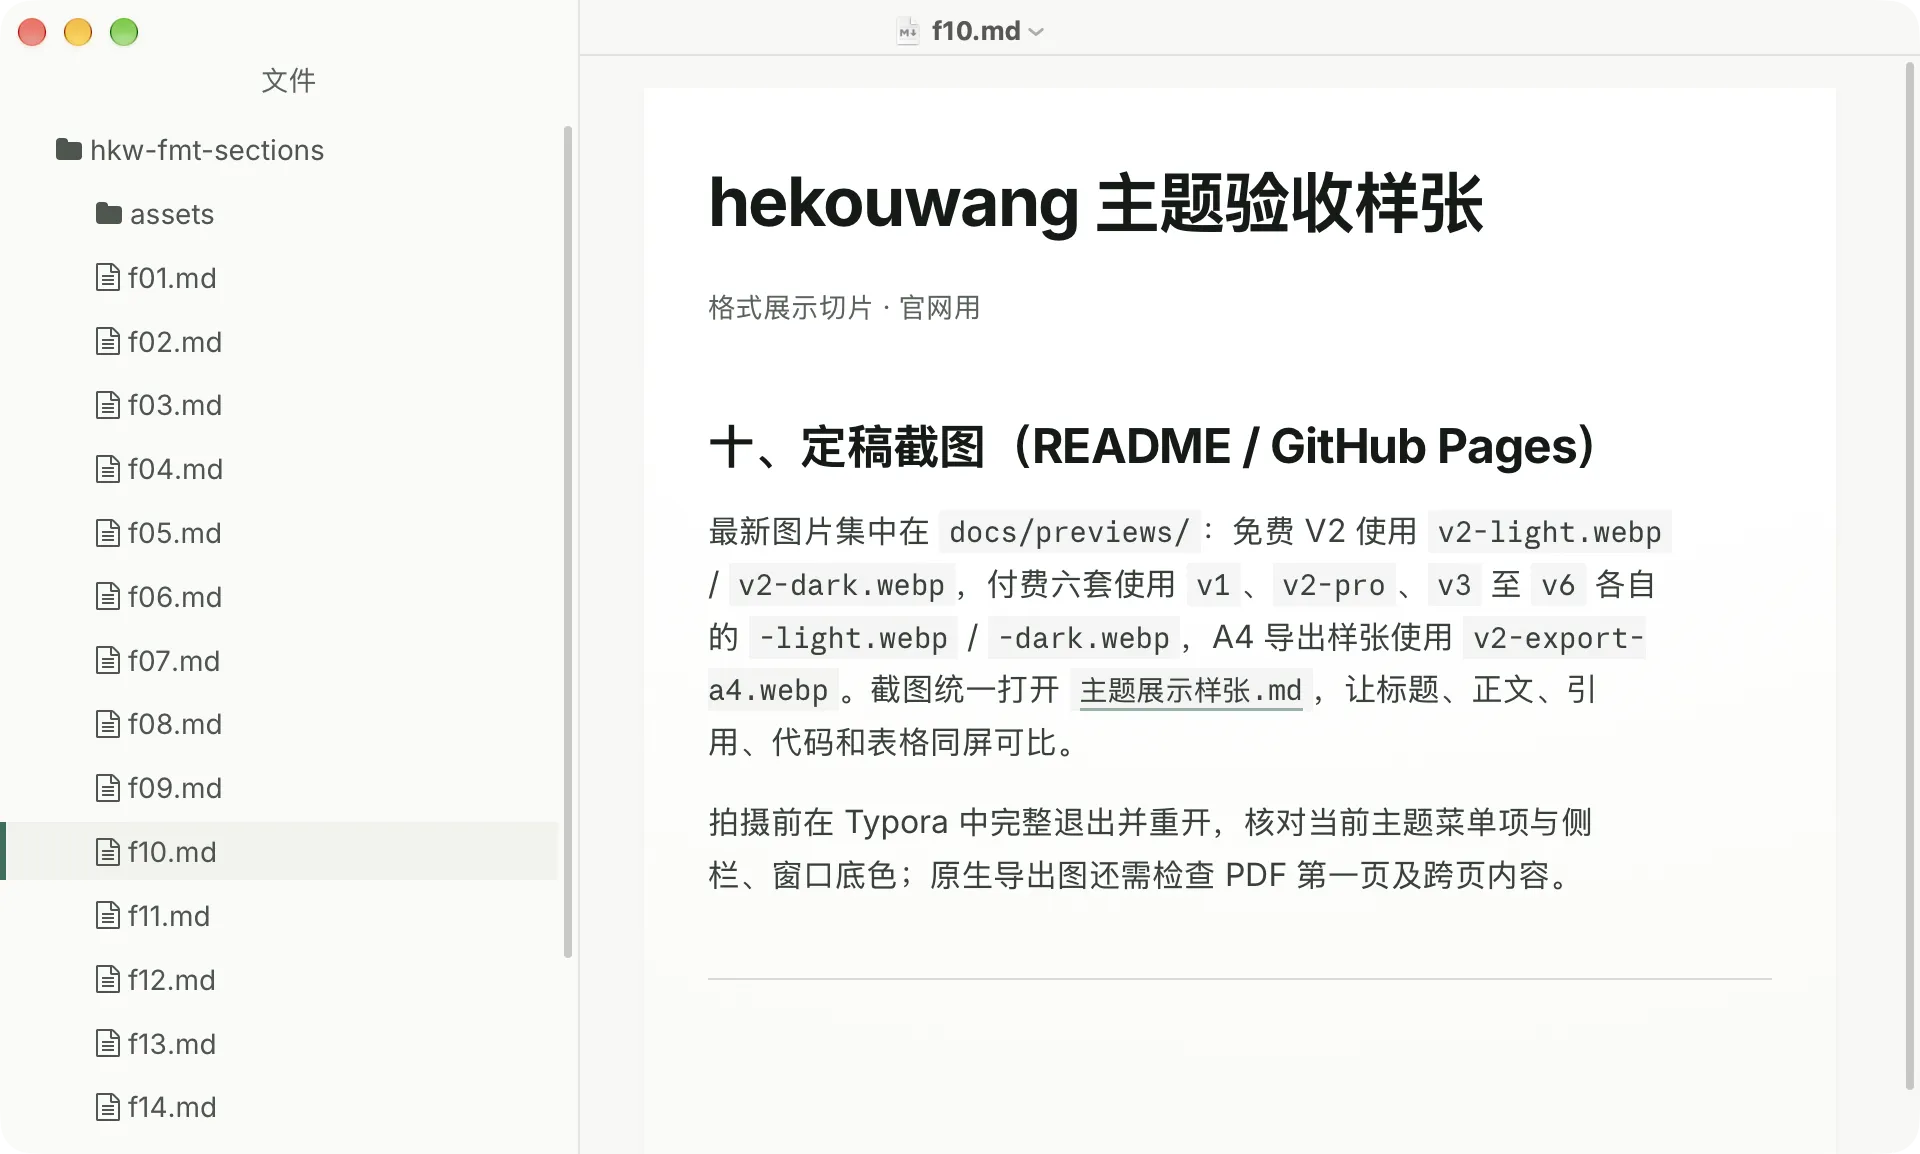 f10.md
文件
hkw-fmt-sections
assets
f01.md
f02.md
f03.md
f04.md
f05.md
f06.md
f07.md
f08.md
f09.md
f10.md
f11.md
f12.md
f13.md
f14.md
hekouwang 主题验收样张
格式展示切片 · 官网用
十、定稿截图（README / GitHub Pages）
最新图片集中在 docs/previews/ ：免费 V2 使用 v2-light.webp
/ v2-dark.webp，付费六套使用 v1 、v2-pro 、v3 至 v6 各自
的 -light.webp / -dark.webp，A4 导出样张使用 v2-export-
a4.webp 。截图统一打开 主题展示样张.md，让标题、正文、引
用、代码和表格同屏可比。
拍摄前在 Typora 中完整退出并重开，核对当前主题菜单项与侧
栏、窗口底色；原生导出图还需检查 PDF 第一页及跨页内容。